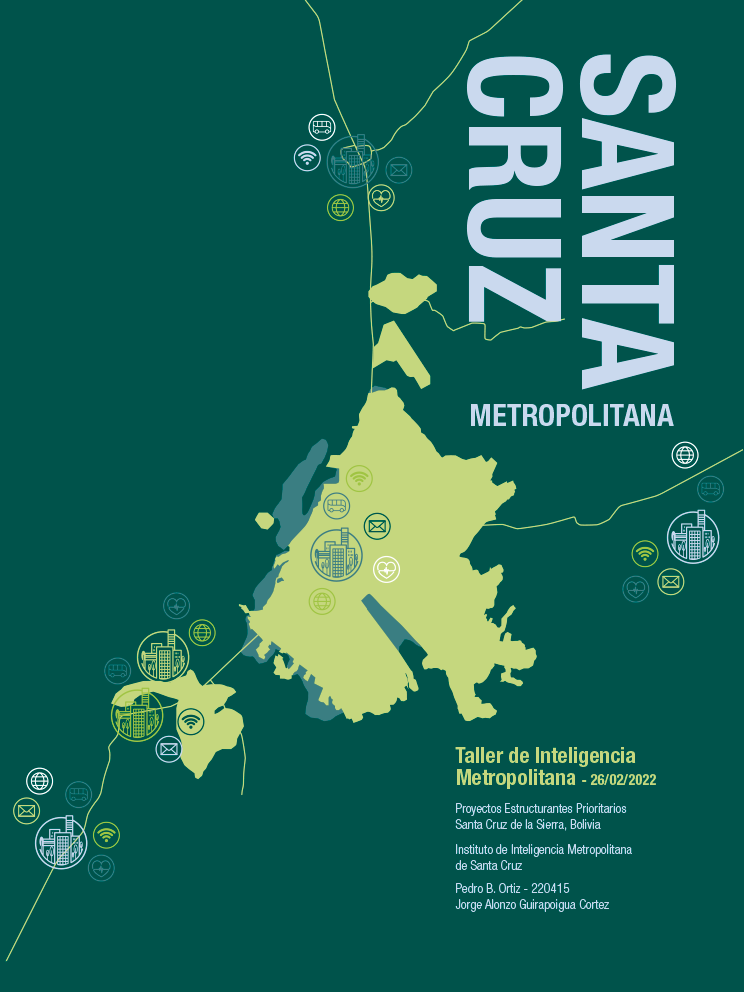 SANTA
CRUZ
METROPOLITANA
Taller de Inteligencia
Metropolitana - 26/02/2022
Proyectos Estructurantes Prioritarios
Santa Cruz de la Sierra, Bolivia
Instituto de Inteligencia Metropolitana
de Santa Cruz
Pedro B. Ortiz - 220415
Jorge Alonzo Guirapoigua Cortez